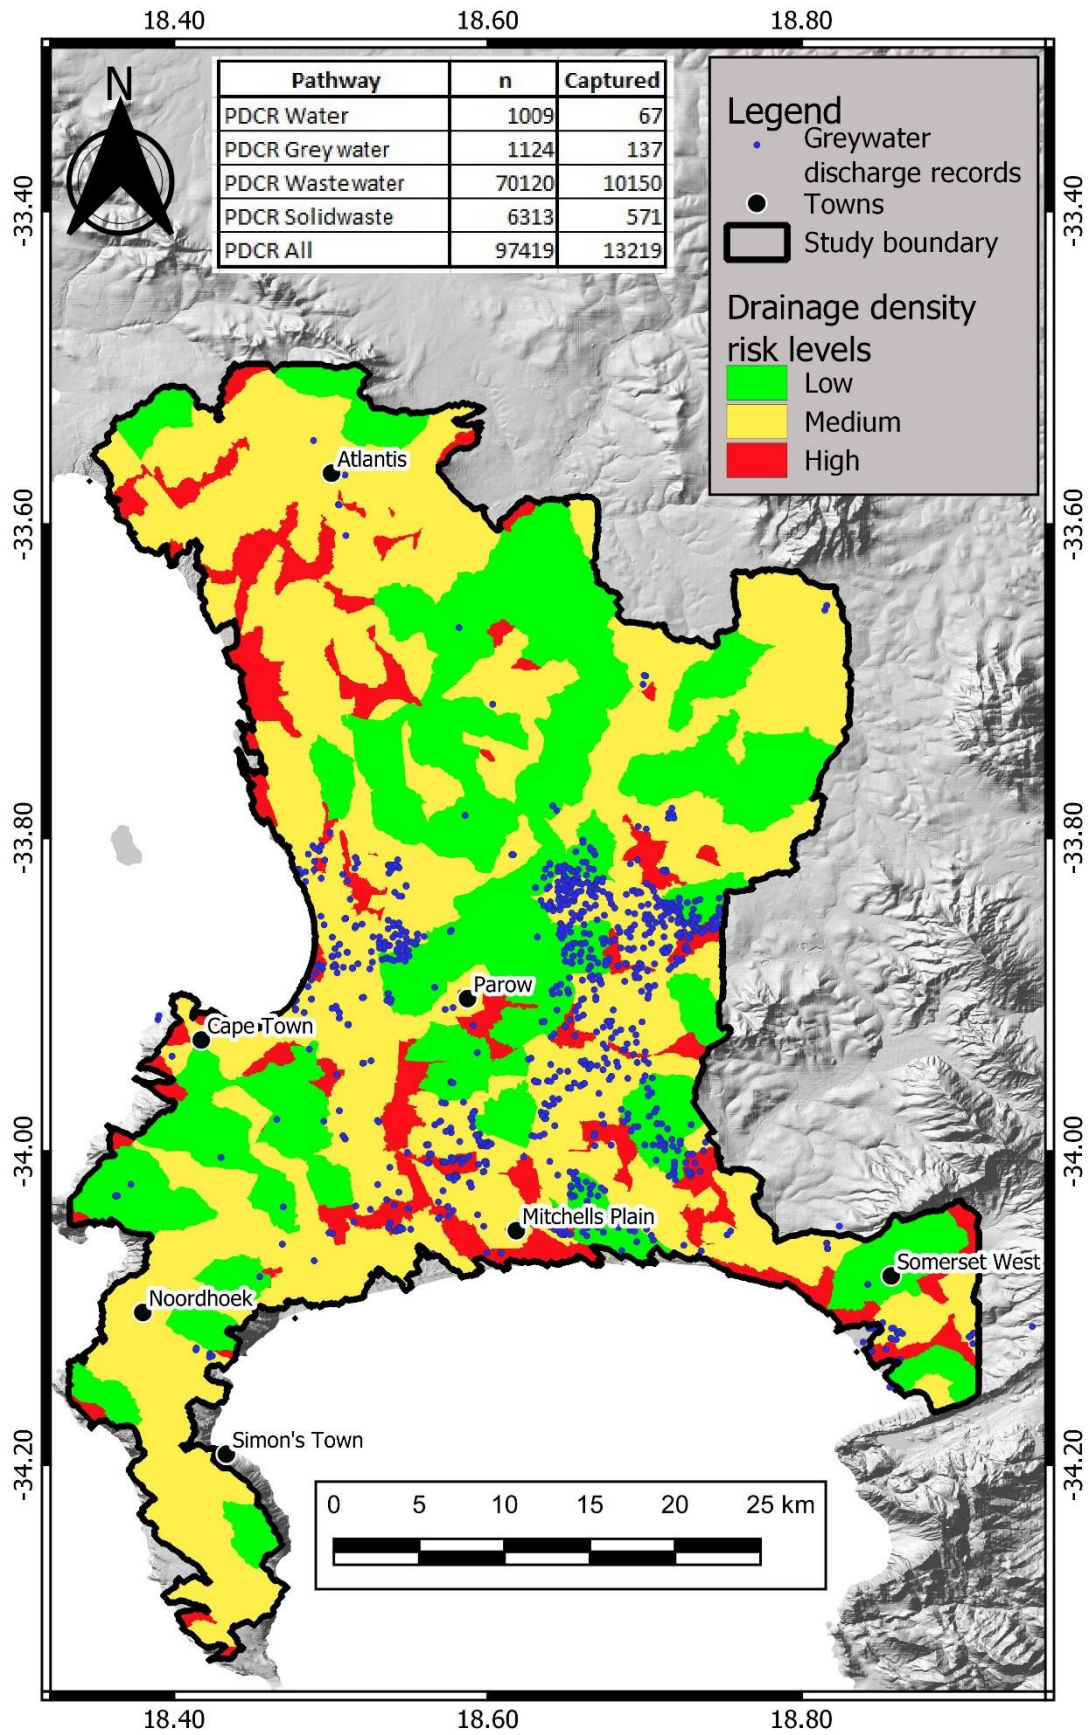 18.40 18.60 18.80
N
Pathway n Captured
PDCR Water 1009 67
PDCR Grey water 1124 137
PDCR Wastewater 70120 10150
PDCR Solidwaste 6313 571
PDCR All 97419 13219
Legend
Greywater
discharge records
Towns
Study boundary
Drainage density
risk levels
Low
Medium
High
-33.40 -33.40
Atlantis
-33.60 -33.60
-33.80 -33.80
Parow
Cape Town
-34.00 -34.00
Mitchells Plain
Somerset West
Noordhoek
Simon's Town
-34.20 -34.20
0 5 10 15 20 25 km
18.40 18.60 18.80